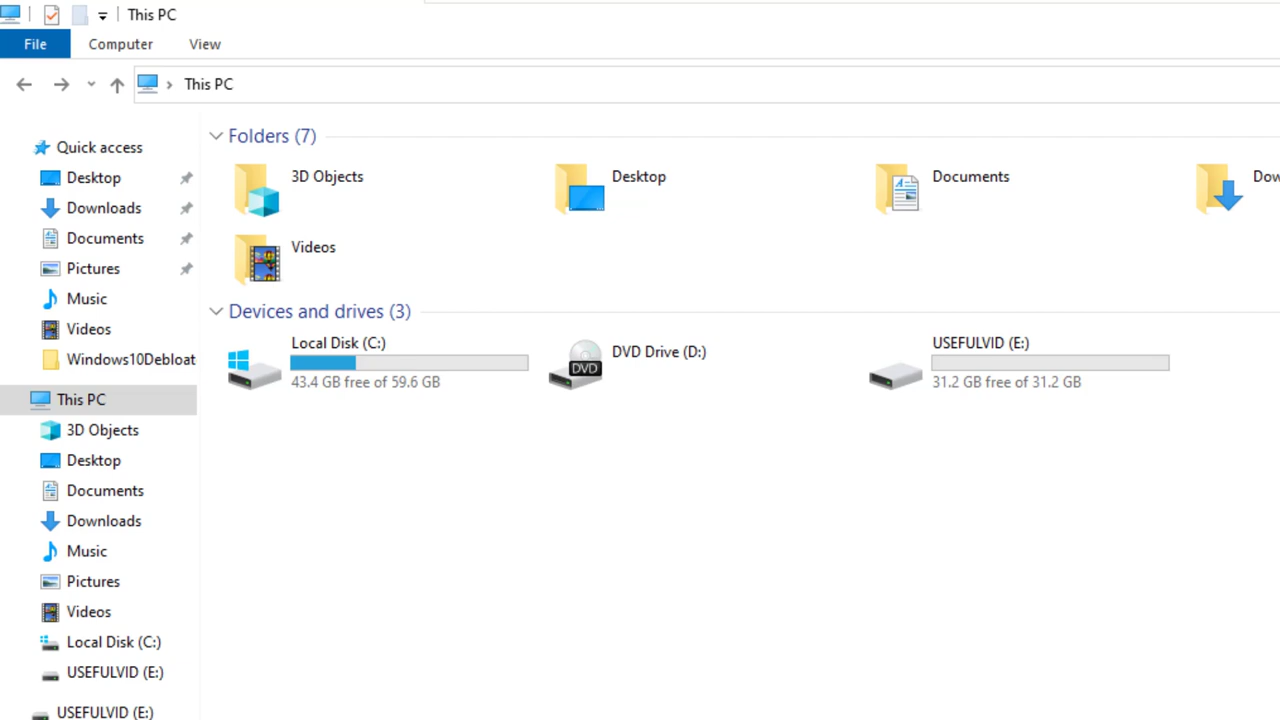 This PC
File Computer View
This PC
Quick access
Desktop
Downloads
Documents
Pictures
Music
Videos
Windows10Debloat
This PC
3D Objects
Desktop
Documents
Downloads
Music
Pictures
Videos
Local Disk (C:)
USEFULVID (E:)
USEFULVID (E:)
Folders (7)
3D Objects
Desktop
Documents
Dow
Videos
Devices and drives (3)
Local Disk (C:)
43.4 GB free of 59.6 GB
DVD
DVD Drive (D:)
USEFULVID (E:)
31.2 GB free of 31.2 GB